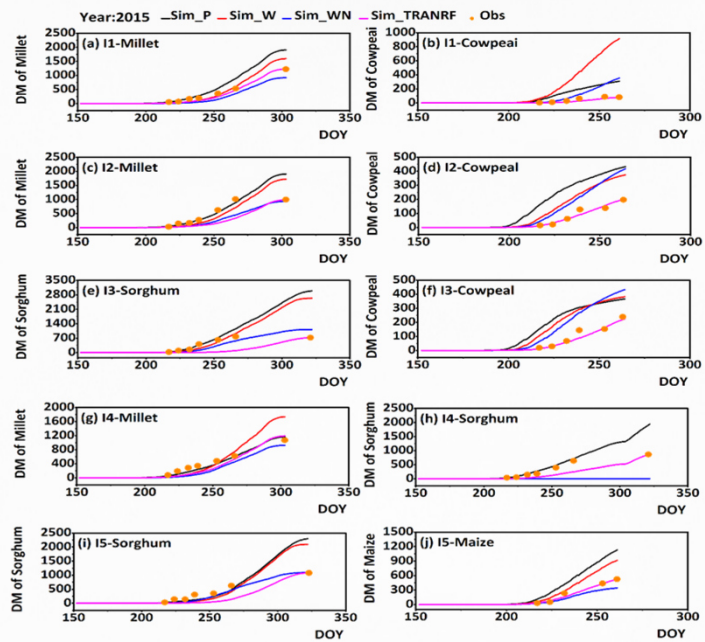 Year:2015 Sim_P Sim_W Sim_WN Sim_TRANRF Obs
DM of Millet
2500
2000
1500
1000
500
0
(a) I1-Millet
150 200 250 300 350
DOY
DM of Cowpeai
1000
800
600
400
200
0
(b) I1-Cowpeai
150 200 250 300
DOY
DM of Millet
2500
2000
1500
1000
500
0
(c) I2-Millet
150 200 250 300 350
DOY
DM of Cowpeal
500
400
300
200
100
0
(d) I2-Cowpeal
150 200 250 300
DOY
DM of Sorghum
3500
2800
2100
1400
700
0
(e) I3-Sorghum
150 200 250 300 350
DOY
DM of Cowpeal
500
400
300
200
100
0
(f) I3-Cowpeal
150 200 250 300
DOY
DM of Millet
2000
1600
1200
800
400
0
(g) I4-Millet
150 200 250 300 350
DOY
DM of Sorghum
2500
2000
1500
1000
500
0
(h) I4-Sorghum
150 200 250 300 350
DOY
DM of Sorghum
2500
2000
1500
1000
500
0
(i) I5-Sorghum
150 200 250 300 350
DOY
DM of Maize
1500
1200
900
600
300
0
(j) I5-Maize
150 200 250 300
DOY